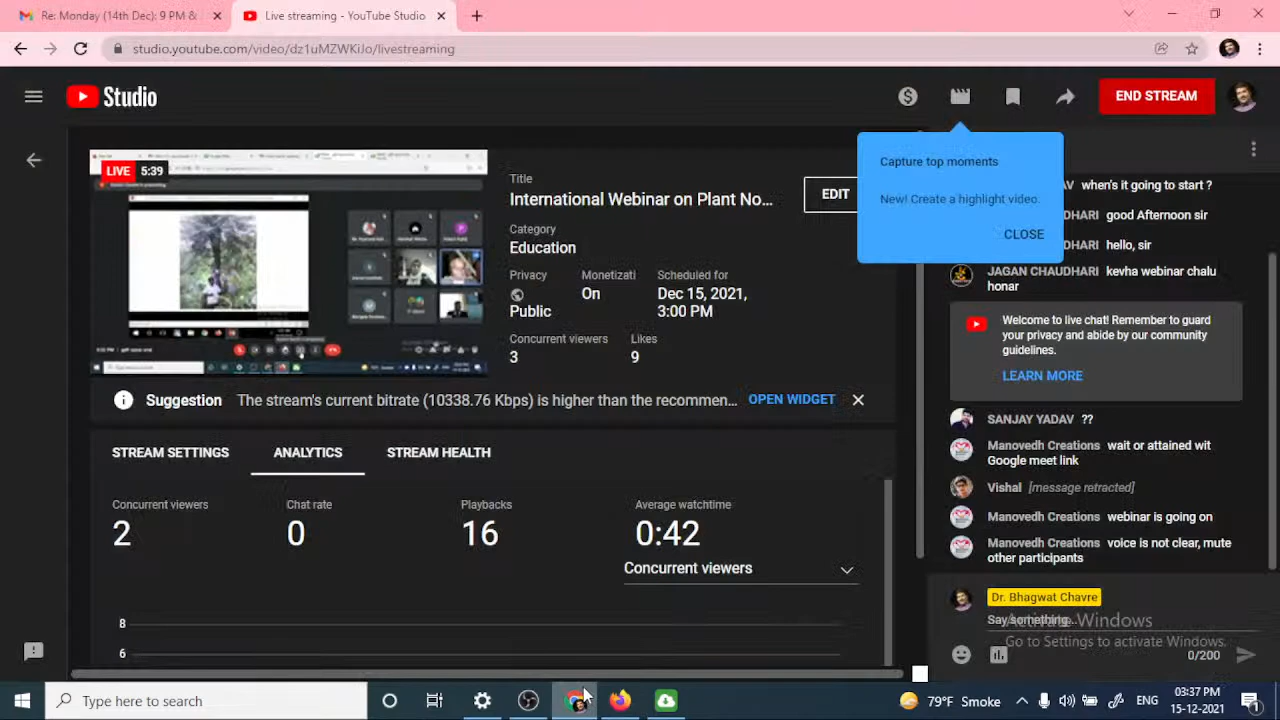 Re: Monday (14th Dec): 9 PM &
Live streaming - YouTube Studio
studio.youtube.com/video/dz1uMZWKiJo/livestreaming
Studio
END STREAM
LIVE 5:39
Title
International Webinar on Plant No...
EDIT
Category
Education
Privacy
Public
Monetizati
On
Scheduled for
Dec 15, 2021,
3:00 PM
Concurrent viewers
3
Likes
9
Capture top moments
New! Create a highlight video.
CLOSE
Suggestion The stream's current bitrate (10338.76 Kbps) is higher than the recommen... OPEN WIDGET
STREAM SETTINGS
ANALYTICS
STREAM HEALTH
Concurrent viewers
2
Chat rate
0
Playbacks
16
Average watchtime
0:42
Concurrent viewers
8
6
AV when's it going to start ?
DHARI good Afternoon sir
DHARI hello, sir
JAGAN CHAUDHARI kevha webinar chalu
honar
Welcome to live chat! Remember to guard
your privacy and abide by our community
guidelines.
LEARN MORE
SANJAY YADAV ??
Manovedh Creations wait or attained wit
Google meet link
Vishal [message retracted]
Manovedh Creations webinar is going on
Manovedh Creations voice is not clear, mute
other participants
Dr. Bhagwat Chavre
Say something...
0/200
Activate Windows
Go to Settings to activate Windows.
Type here to search
79°F Smoke
ENG
03:37 PM
15-12-2021
1